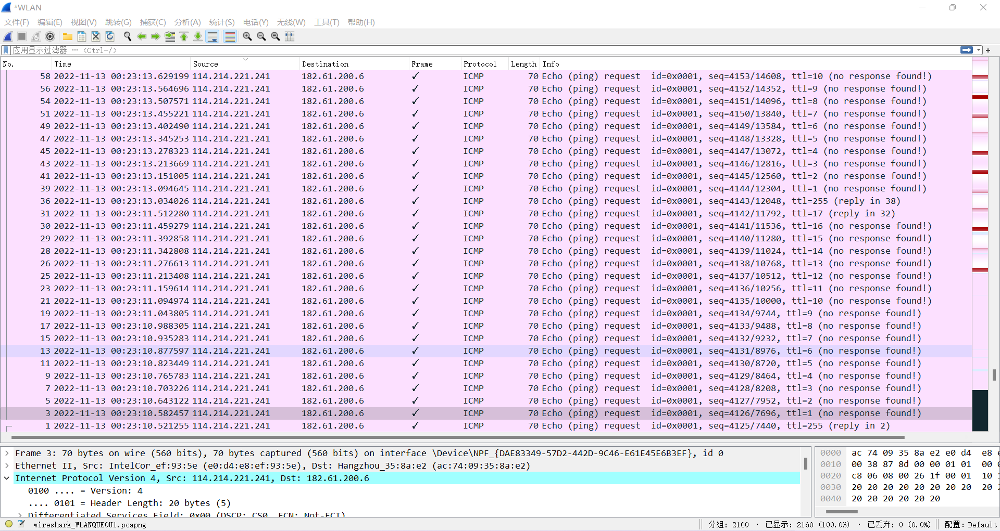 *WLAN
文件(F) 编辑(E) 视图(V) 跳转(G) 捕获(C) 分析(A) 统计(S) 电话(Y) 无线(W) 工具(T) 帮助(H)
应用显示过滤器 ··· <Ctrl-/>
No. Time Source Destination Frame Protocol Length Info
58 2022-11-13 00:23:13.629199 114.214.221.241 182.61.200.6 ✓ ICMP 70 Echo (ping) request id=0x0001, seq=4153/14608, ttl=10 (no response found!)
56 2022-11-13 00:23:13.564696 114.214.221.241 182.61.200.6 ✓ ICMP 70 Echo (ping) request id=0x0001, seq=4152/14352, ttl=9 (no response found!)
54 2022-11-13 00:23:13.507571 114.214.221.241 182.61.200.6 ✓ ICMP 70 Echo (ping) request id=0x0001, seq=4151/14096, ttl=8 (no response found!)
51 2022-11-13 00:23:13.455221 114.214.221.241 182.61.200.6 ✓ ICMP 70 Echo (ping) request id=0x0001, seq=4150/13840, ttl=7 (no response found!)
49 2022-11-13 00:23:13.402490 114.214.221.241 182.61.200.6 ✓ ICMP 70 Echo (ping) request id=0x0001, seq=4149/13584, ttl=6 (no response found!)
47 2022-11-13 00:23:13.345253 114.214.221.241 182.61.200.6 ✓ ICMP 70 Echo (ping) request id=0x0001, seq=4148/13328, ttl=5 (no response found!)
45 2022-11-13 00:23:13.278323 114.214.221.241 182.61.200.6 ✓ ICMP 70 Echo (ping) request id=0x0001, seq=4147/13072, ttl=4 (no response found!)
43 2022-11-13 00:23:13.213669 114.214.221.241 182.61.200.6 ✓ ICMP 70 Echo (ping) request id=0x0001, seq=4146/12816, ttl=3 (no response found!)
41 2022-11-13 00:23:13.151005 114.214.221.241 182.61.200.6 ✓ ICMP 70 Echo (ping) request id=0x0001, seq=4145/12560, ttl=2 (no response found!)
39 2022-11-13 00:23:13.094645 114.214.221.241 182.61.200.6 ✓ ICMP 70 Echo (ping) request id=0x0001, seq=4144/12304, ttl=1 (no response found!)
36 2022-11-13 00:23:13.034026 114.214.221.241 182.61.200.6 ✓ ICMP 70 Echo (ping) request id=0x0001, seq=4143/12048, ttl=255 (reply in 38)
31 2022-11-13 00:23:11.512280 114.214.221.241 182.61.200.6 ✓ ICMP 70 Echo (ping) request id=0x0001, seq=4142/11792, ttl=17 (reply in 32)
30 2022-11-13 00:23:11.459279 114.214.221.241 182.61.200.6 ✓ ICMP 70 Echo (ping) request id=0x0001, seq=4141/11536, ttl=16 (no response found!)
29 2022-11-13 00:23:11.392858 114.214.221.241 182.61.200.6 ✓ ICMP 70 Echo (ping) request id=0x0001, seq=4140/11280, ttl=15 (no response found!)
28 2022-11-13 00:23:11.342808 114.214.221.241 182.61.200.6 ✓ ICMP 70 Echo (ping) request id=0x0001, seq=4139/11024, ttl=14 (no response found!)
26 2022-11-13 00:23:11.276613 114.214.221.241 182.61.200.6 ✓ ICMP 70 Echo (ping) request id=0x0001, seq=4138/10768, ttl=13 (no response found!)
25 2022-11-13 00:23:11.213408 114.214.221.241 182.61.200.6 ✓ ICMP 70 Echo (ping) request id=0x0001, seq=4137/10512, ttl=12 (no response found!)
23 2022-11-13 00:23:11.159614 114.214.221.241 182.61.200.6 ✓ ICMP 70 Echo (ping) request id=0x0001, seq=4136/10256, ttl=11 (no response found!)
21 2022-11-13 00:23:11.094974 114.214.221.241 182.61.200.6 ✓ ICMP 70 Echo (ping) request id=0x0001, seq=4135/10000, ttl=10 (no response found!)
19 2022-11-13 00:23:11.043805 114.214.221.241 182.61.200.6 ✓ ICMP 70 Echo (ping) request id=0x0001, seq=4134/9744, ttl=9 (no response found!)
17 2022-11-13 00:23:10.988305 114.214.221.241 182.61.200.6 ✓ ICMP 70 Echo (ping) request id=0x0001, seq=4133/9488, ttl=8 (no response found!)
15 2022-11-13 00:23:10.935283 114.214.221.241 182.61.200.6 ✓ ICMP 70 Echo (ping) request id=0x0001, seq=4132/9232, ttl=7 (no response found!)
13 2022-11-13 00:23:10.877597 114.214.221.241 182.61.200.6 ✓ ICMP 70 Echo (ping) request id=0x0001, seq=4131/8976, ttl=6 (no response found!)
11 2022-11-13 00:23:10.823449 114.214.221.241 182.61.200.6 ✓ ICMP 70 Echo (ping) request id=0x0001, seq=4130/8720, ttl=5 (no response found!)
9 2022-11-13 00:23:10.765783 114.214.221.241 182.61.200.6 ✓ ICMP 70 Echo (ping) request id=0x0001, seq=4129/8464, ttl=4 (no response found!)
7 2022-11-13 00:23:10.703226 114.214.221.241 182.61.200.6 ✓ ICMP 70 Echo (ping) request id=0x0001, seq=4128/8208, ttl=3 (no response found!)
5 2022-11-13 00:23:10.643122 114.214.221.241 182.61.200.6 ✓ ICMP 70 Echo (ping) request id=0x0001, seq=4127/7952, ttl=2 (no response found!)
3 2022-11-13 00:23:10.582457 114.214.221.241 182.61.200.6 ✓ ICMP 70 Echo (ping) request id=0x0001, seq=4126/7696, ttl=1 (no response found!)
1 2022-11-13 00:23:10.521255 114.214.221.241 182.61.200.6 ✓ ICMP 70 Echo (ping) request id=0x0001, seq=4125/7440, ttl=255 (reply in 2)
Frame 3: 70 bytes on wire (560 bits), 70 bytes captured (560 bits) on interface \Device\NPF_{DAE83349-57D2-442D-9C46-E61E45E6B3EF}, id 0
Ethernet II, Src: IntelCor_ef:93:5e (e0:d4:e8:ef:93:5e), Dst: Hangzhou_35:8a:e2 (ac:74:09:35:8a:e2)
Internet Protocol Version 4, Src: 114.214.221.241, Dst: 182.61.200.6
0100 .... = Version: 4
.... 0101 = Header Length: 20 bytes (5)
Differentiated Services Field: 0x00 (DSCP: CS0, ECN: Not-ECT)
0000 ac 74 09 35 8a e2 e0 d4 e8
0010 00 38 87 8d 00 00 01 01 00
0020 c8 06 08 00 26 1f 00 01 10
0030 20 20 20 20 20 20 20 20 20
0040 20 20 20 20 20 20
wireshark_WLANQUEOU1.pcapng
分组: 2160 · 已显示: 2160 (100.0%) · 已丢弃: 0 (0.0%)
配置: Default